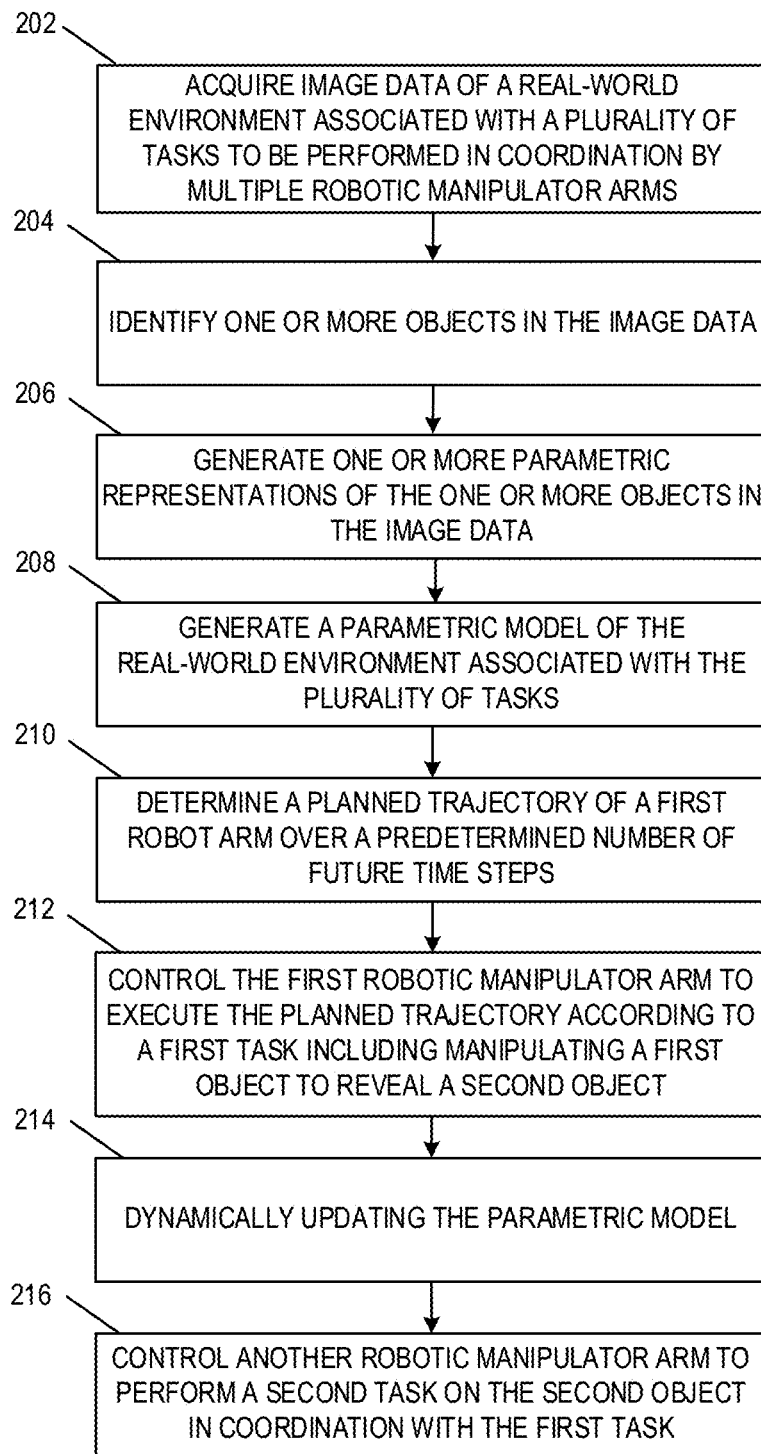 202
ACQUIRE IMAGE DATA OF A REAL-WORLD
ENVIRONMENT ASSOCIATED WITH A PLURALITY OF
TASKS TO BE PERFORMED IN COORDINATION BY
MULTIPLE ROBOTIC MANIPULATOR ARMS
204
IDENTIFY ONE OR MORE OBJECTS IN THE IMAGE DATA
206
GENERATE ONE OR MORE PARAMETRIC
REPRESENTATIONS OF THE ONE OR MORE OBJECTS IN
THE IMAGE DATA
208
GENERATE A PARAMETRIC MODEL OF THE
REAL-WORLD ENVIRONMENT ASSOCIATED WITH THE
PLURALITY OF TASKS
210
DETERMINE A PLANNED TRAJECTORY OF A FIRST
ROBOT ARM OVER A PREDETERMINED NUMBER OF
FUTURE TIME STEPS
212
CONTROL THE FIRST ROBOTIC MANIPULATOR ARM TO
EXECUTE THE PLANNED TRAJECTORY ACCORDING TO
A FIRST TASK INCLUDING MANIPULATING A FIRST
OBJECT TO REVEAL A SECOND OBJECT
214
DYNAMICALLY UPDATING THE PARAMETRIC MODEL
216
CONTROL ANOTHER ROBOTIC MANIPULATOR ARM TO
PERFORM A SECOND TASK ON THE SECOND OBJECT
IN COORDINATION WITH THE FIRST TASK